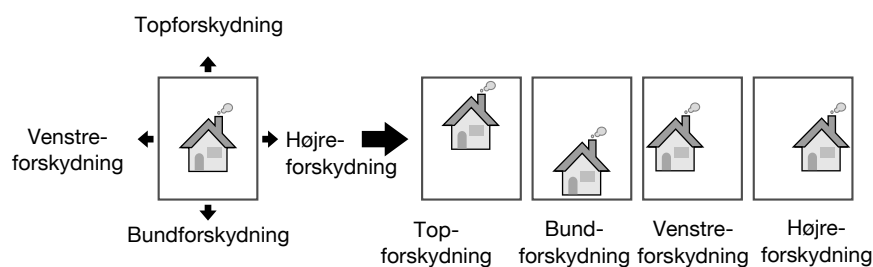 Topforskydning
Venstre-
forskydning
Højre-
forskydning
Bundforskydning
Top-
forskydning
Bund-
forskydning
Venstre-
forskydning
Højre-
forskydning